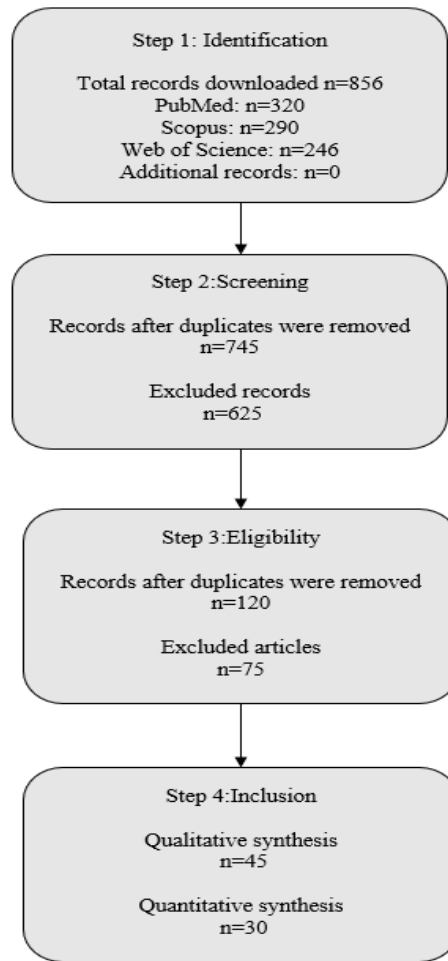 Step 1: Identification
Total records downloaded n=856
PubMed: n=320
Scopus: n=290
Web of Science: n=246
Additional records: n=0
Step 2:Screening
Records after duplicates were removed
n=745
Excluded records
n=625
Step 3:Eligibility
Records after duplicates were removed
n=120
Excluded articles
n=75
Step 4:Inclusion
Qualitative synthesis
n=45
Quantitative synthesis
n=30